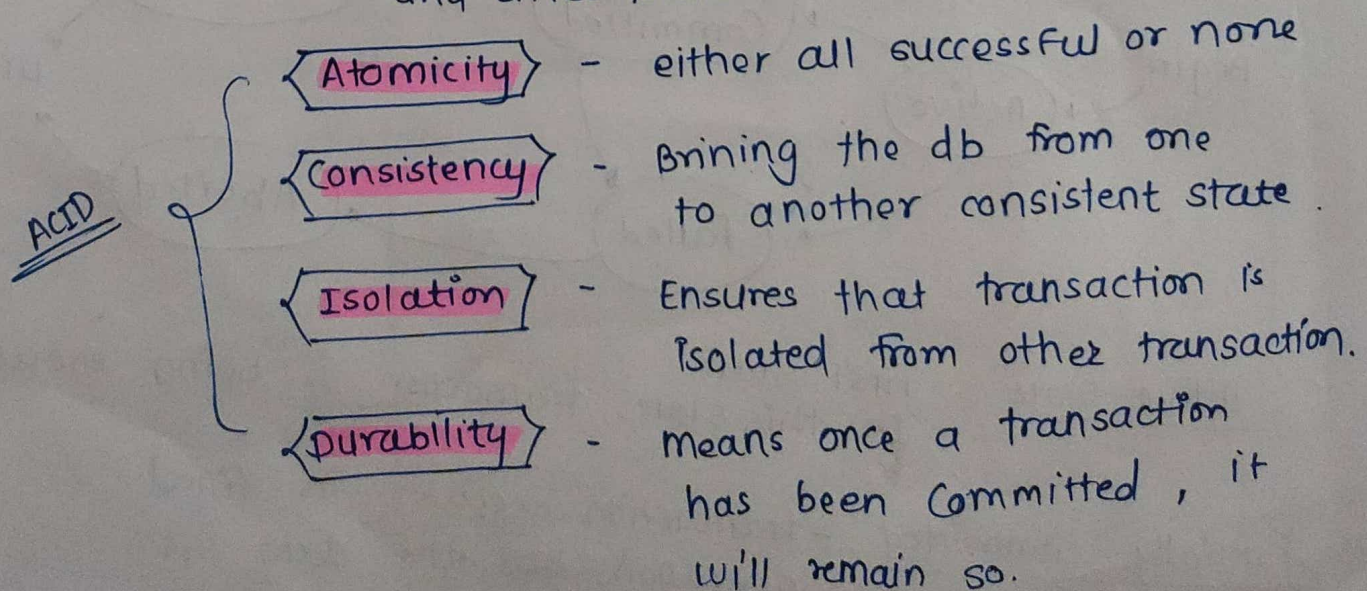 Atomicity - either all successful or none
Consistency - Brining the db from one
to another consistent state.
ACID
Isolation - Ensures that transaction is
isolated from other transaction.
Durability - means once a transaction
has been committed, it
will remain so.